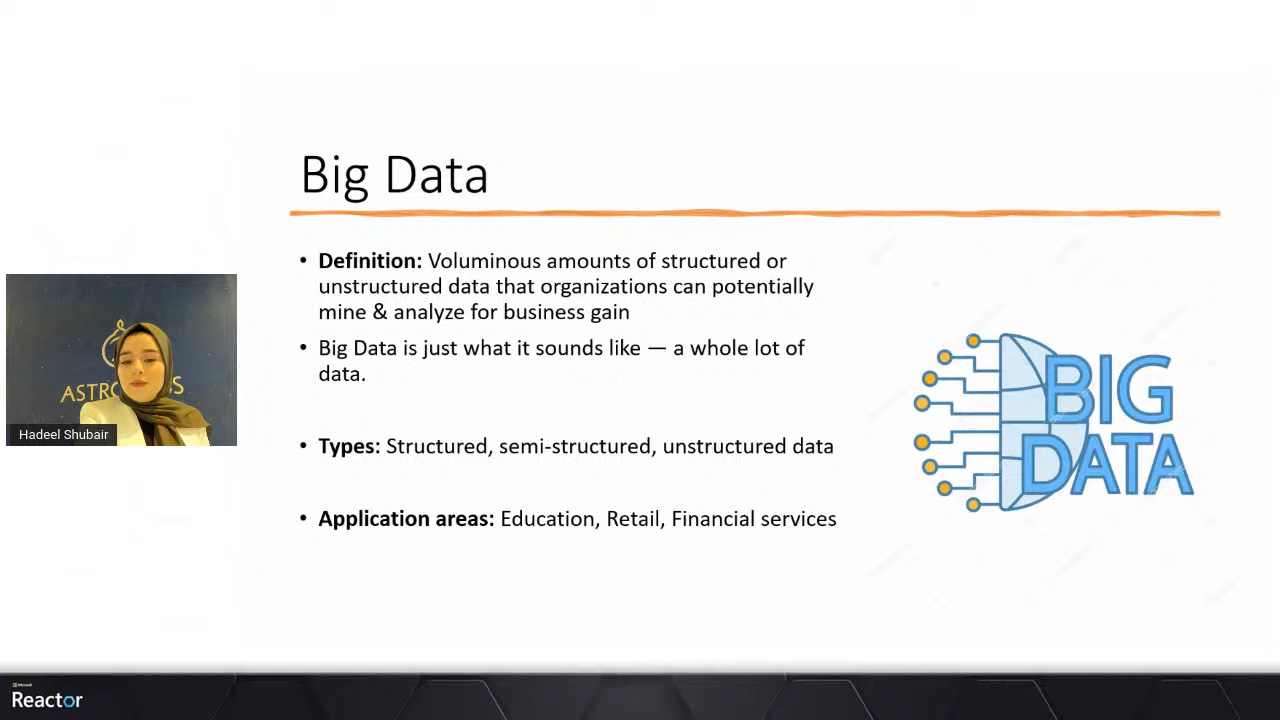 Big Data
• Definition: Voluminous amounts of structured or
unstructured data that organizations can potentially
mine & analyze for business gain
• Big Data is just what it sounds like — a whole lot of
data.
• Types: Structured, semi-structured, unstructured data
• Application areas: Education, Retail, Financial services
BIG
DATA
Hadeel Shubair
Microsoft
Reactor